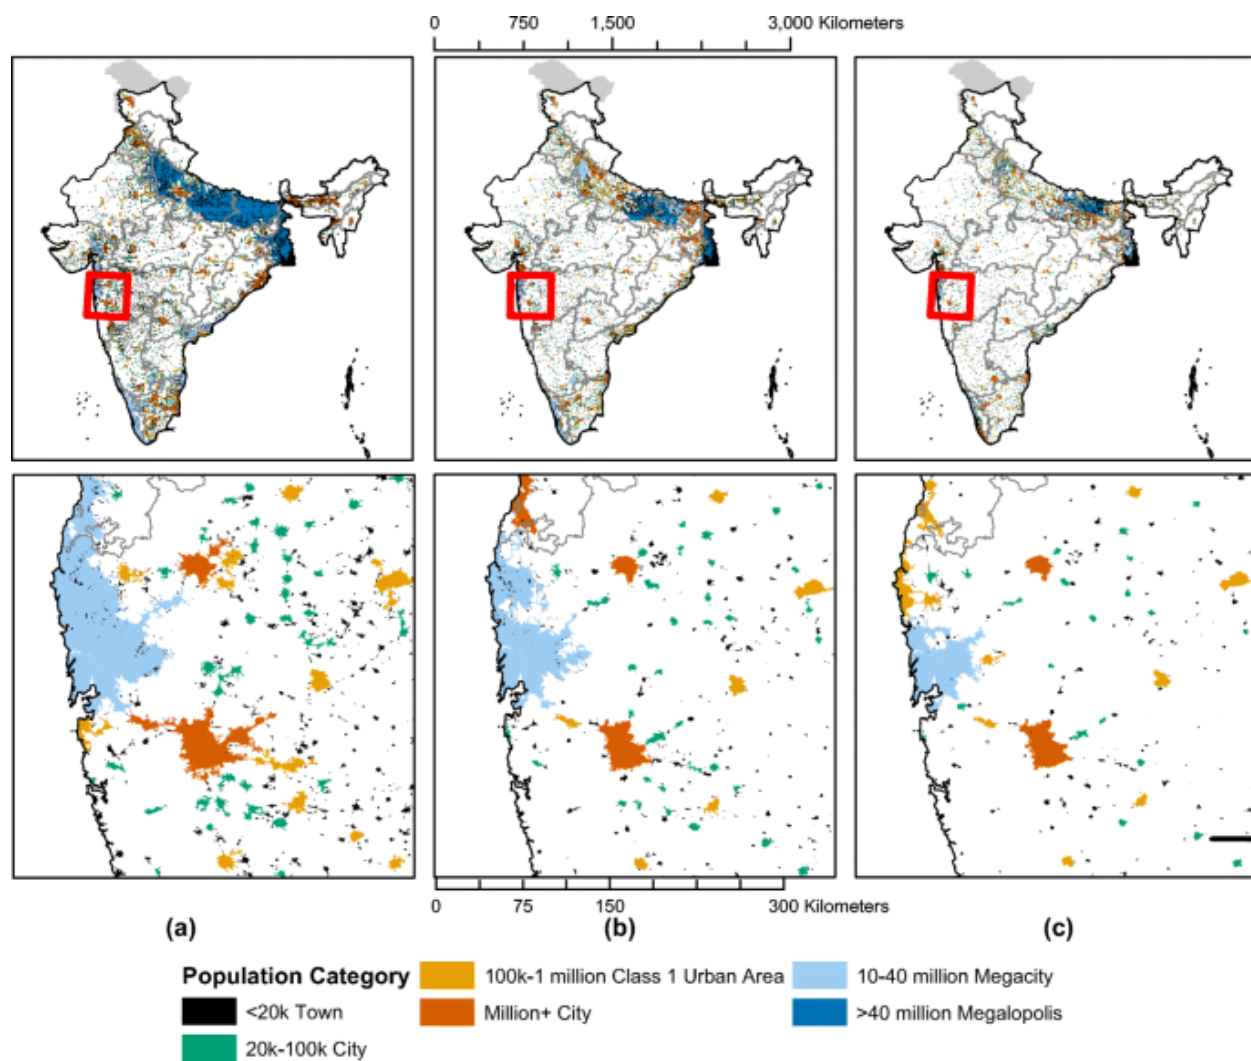 0 750 1,500 3,000 Kilometers
0 75 150 300 Kilometers
(a) (b) (c)
Population Category
<20k Town
20k-100k City
100k-1 million Class 1 Urban Area
Million+ City
10-40 million Megacity
>40 million Megalopolis